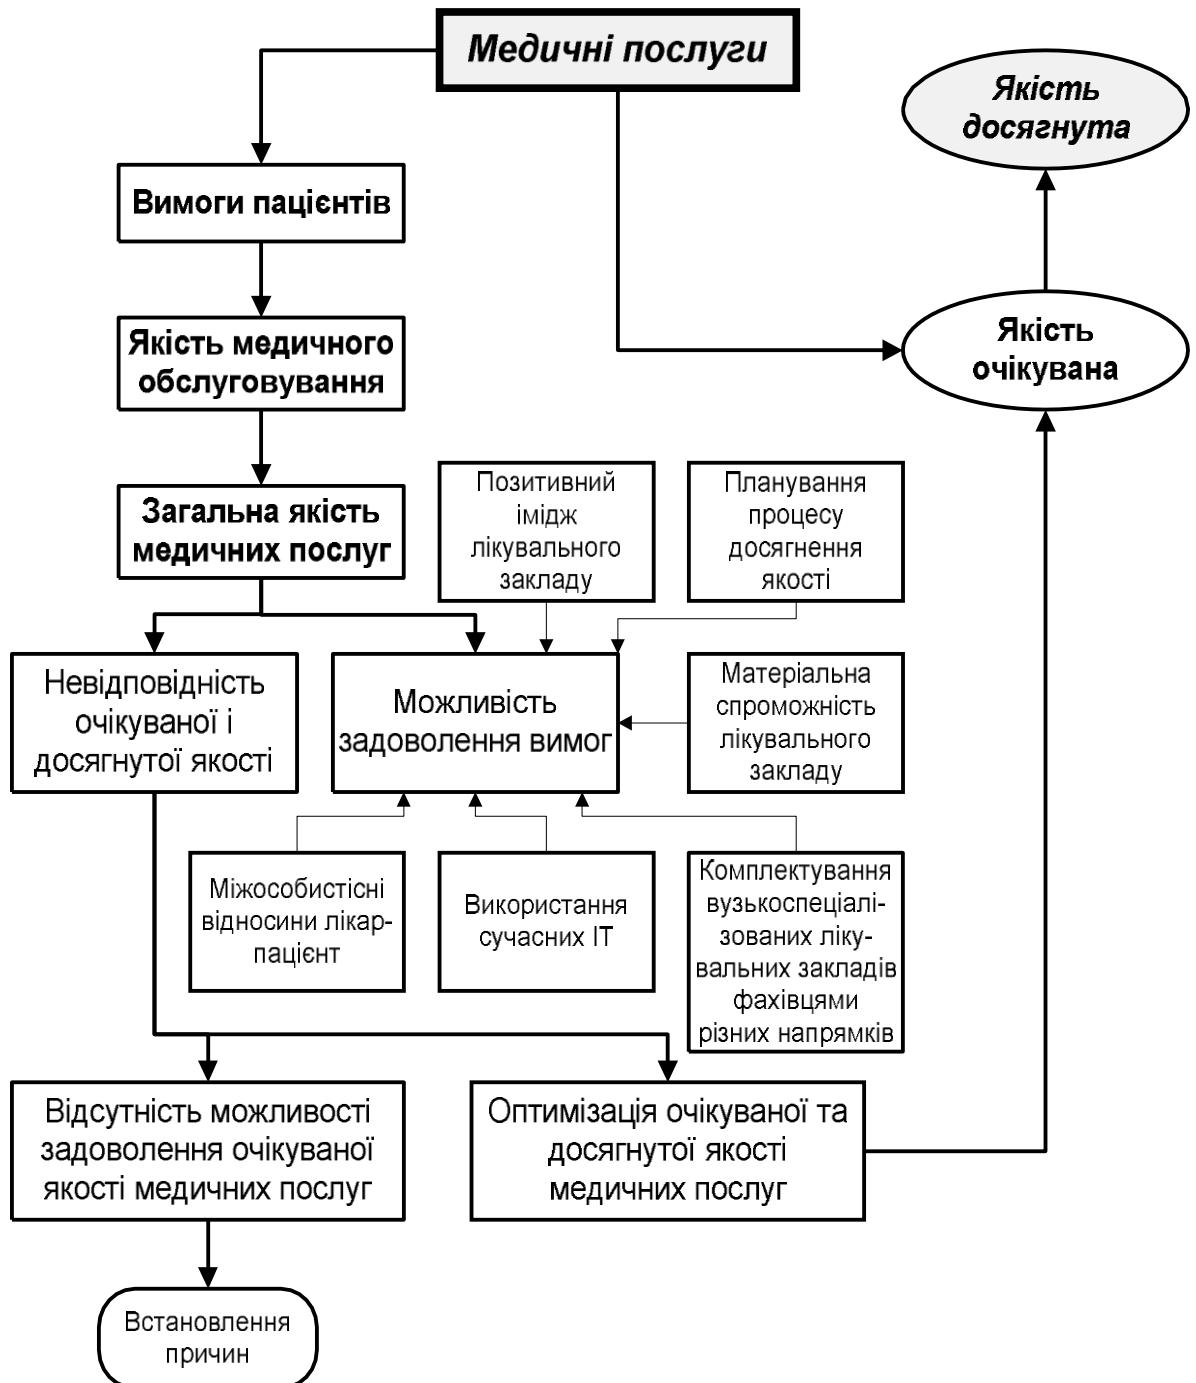 Медичні послуги
Якість
досягнута
Вимоги пацієнтів
Якість медичного
обслуговування
Якість
очікувана
Загальна якість
медичних послуг
Позитивний
імідж
лікувального
закладу
Планування
процесу
досягнення
якості
Невідповідність
очікуваної і
досягнутої якості
Можливість
задоволення вимог
Матеріальна
спроможність
лікувального
закладу
Міжособистісні
відносини лікар-
пацієнт
Використання
сучасних ІТ
Комплектування
вузькоспеціалі-
зованих ліку-
вальних закладів
фахівцями
різних напрямків
Відсутність можливості
задоволення очікуваної
якості медичних послуг
Оптимізація очікуваної та
досягнутої якості
медичних послуг
Встановлення
причин